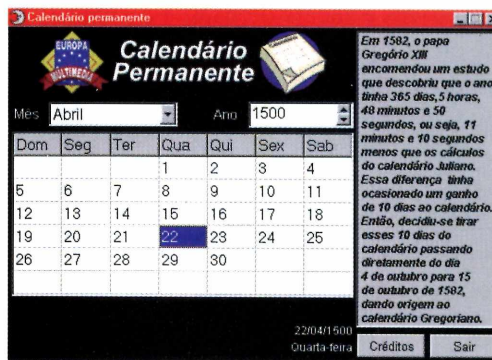 Calendário permanente
EUROPA
MULTIMEDIA
Calendário
Permanente
Mês Abril Ano 1500
Dom Seg Ter Qua Qui Sex Sab
1 2 3 4
5 6 7 8 9 10 11
12 13 14 15 16 17 18
19 20 21 22 23 24 25
26 27 28 29 30
22/04/1500
Quarta-feira
Em 1582, o papa
Gregório XIII
encomendou um estudo
que descobriu que o ano
tinha 365 dias,5 horas,
48 minutos e 50
segundos, ou seja, 11
minutos e 10 segundos
menos que os cálculos
do calendário Juliano.
Essa diferença tinha
ocasionado um ganho
de 10 dias ao calendário.
Então, decidiu-se tirar
esses 10 dias do
calendário passando
diretamente do dia
4 de outubro para 15
de outubro de 1582,
dando origem ao
calendário Gregoriano.
Créditos Sair